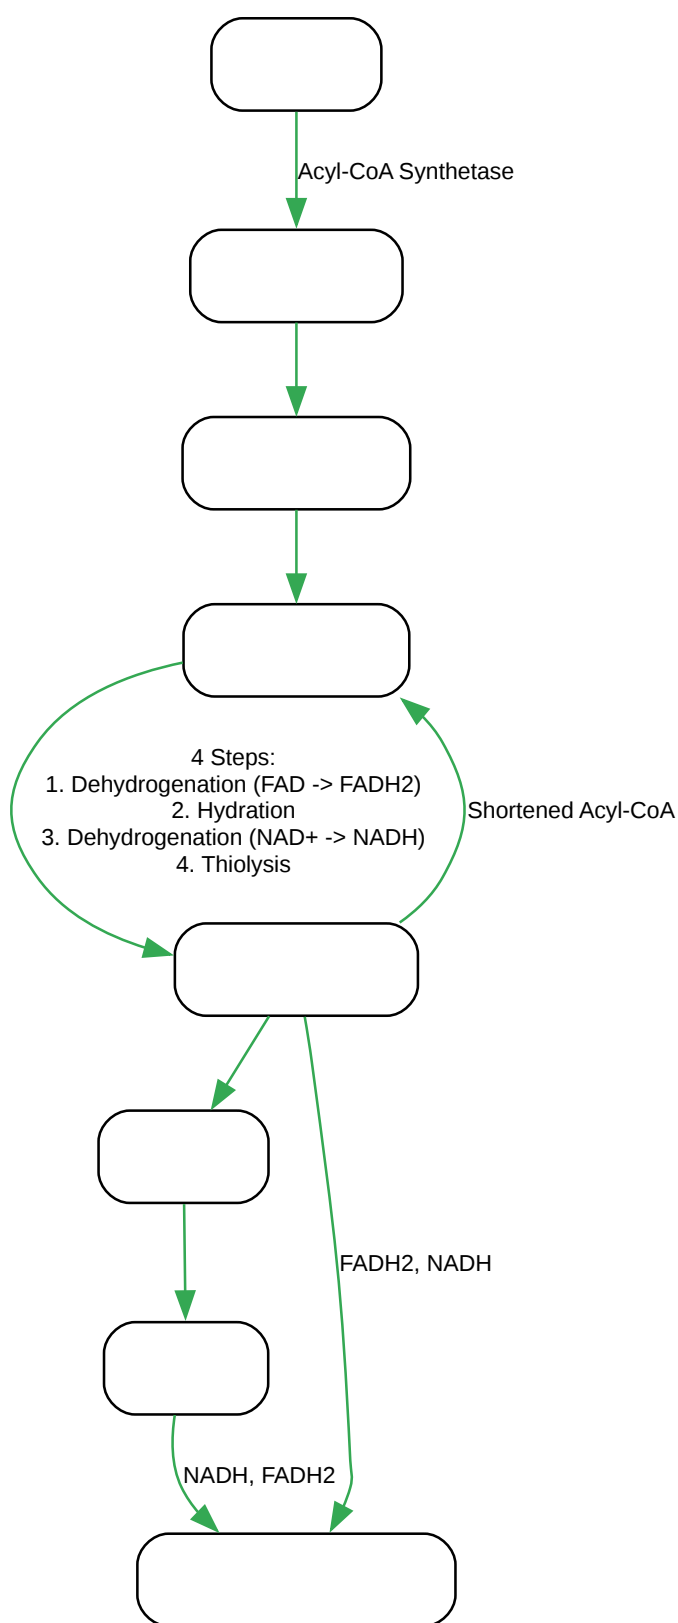 Acyl-CoA Synthetase
4 Steps:
1. Dehydrogenation (FAD -> FADH2)
2. Hydration
3. Dehydrogenation (NAD+ -> NADH)
4. Thiolysis
Shortened Acyl-CoA
FADH2, NADH
NADH, FADH2